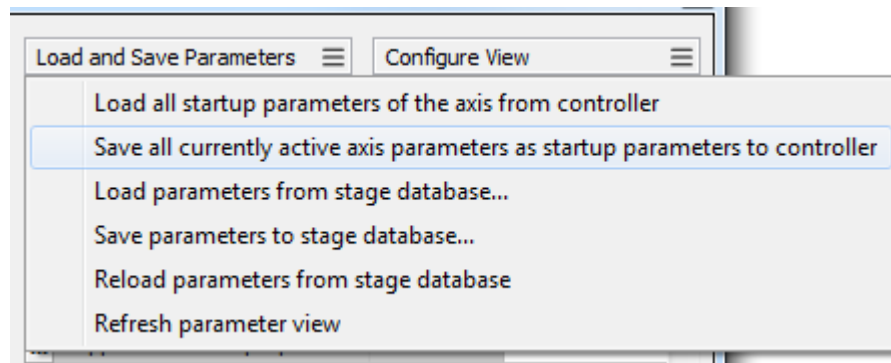 Load and Save Parameters
Configure View
Load all startup parameters of the axis from controller
Save all currently active axis parameters as startup parameters to controller
Load parameters from stage database...
Save parameters to stage database...
Reload parameters from stage database
Refresh parameter view